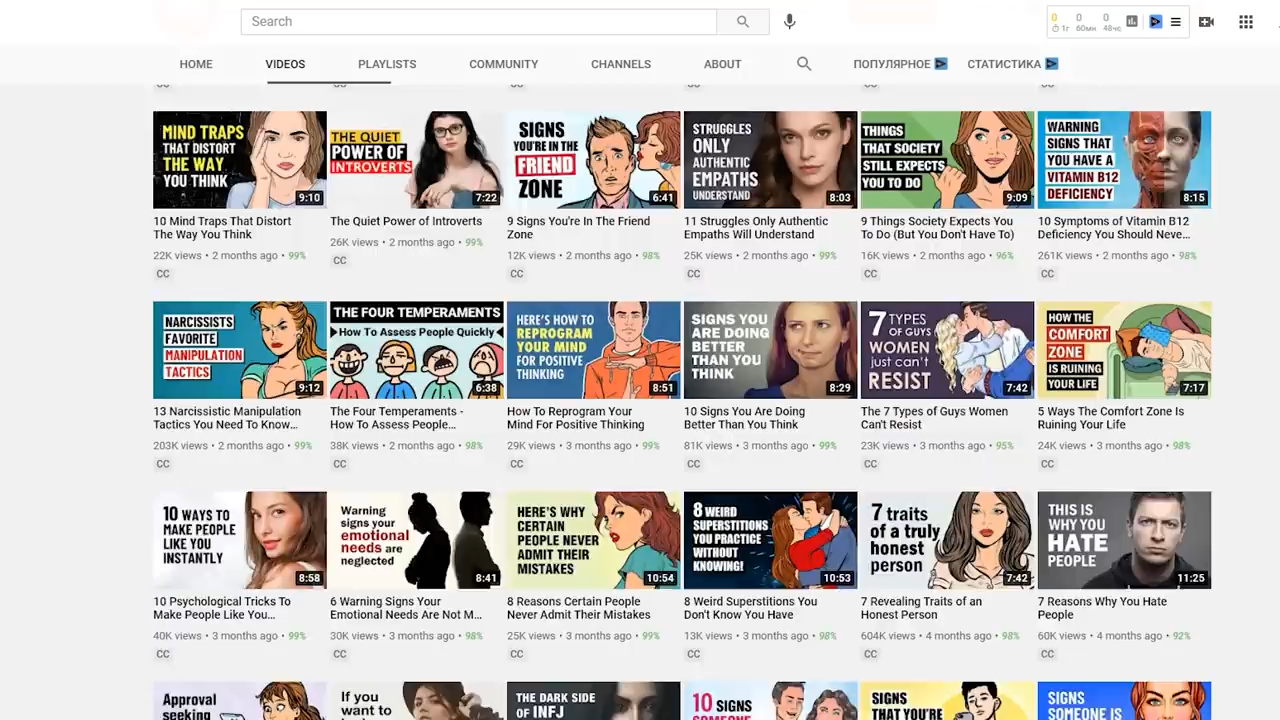 Search
0 0 0
1г 60мн 48чс
HOME VIDEOS PLAYLISTS COMMUNITY CHANNELS ABOUT ПОПУЛЯРНОЕ СТАТИСТИКА
MIND TRAPS
THAT DISTORT
THE WAY
YOU THINK
9:10
10 Mind Traps That Distort
The Way You Think
22K views • 2 months ago • 99%
CC
THE QUIET
POWER OF
INTROVERTS
7:22
The Quiet Power of Introverts
26K views • 2 months ago • 99%
CC
SIGNS
YOU'RE IN THE
FRIEND
ZONE
6:41
9 Signs You're In The Friend
Zone
12K views • 2 months ago • 98%
CC
STRUGGLES
ONLY
AUTHENTIC
EMPATHS
UNDERSTAND
8:03
11 Struggles Only Authentic
Empaths Will Understand
25K views • 2 months ago • 99%
CC
THINGS
THAT SOCIETY
STILL EXPECTS
YOU TO DO
9:09
9 Things Society Expects You
To Do (But You Don't Have To)
16K views • 2 months ago • 96%
CC
WARNING
SIGNS THAT
YOU HAVE A
VITAMIN B12
DEFICIENCY
8:15
10 Symptoms of Vitamin B12
Deficiency You Should Neve...
261K views • 2 months ago • 98%
CC
NARCISSISTS
FAVORITE
MANIPULATION
TACTICS
9:12
13 Narcissistic Manipulation
Tactics You Need To Know...
203K views • 2 months ago • 99%
CC
THE FOUR TEMPERAMENTS
How To Assess People Quickly
6:38
The Four Temperaments -
How To Assess People...
38K views • 2 months ago • 98%
CC
HERE'S HOW TO
REPROGRAM
YOUR MIND
FOR POSITIVE
THINKING
8:51
How To Reprogram Your
Mind For Positive Thinking
29K views • 3 months ago • 99%
CC
SIGNS YOU
ARE DOING
BETTER
THAN YOU
THINK
8:29
10 Signs You Are Doing
Better Than You Think
81K views • 3 months ago • 99%
CC
7 TYPES
OF GUYS
WOMEN
just can't
RESIST
7:42
The 7 Types of Guys Women
Can't Resist
23K views • 3 months ago • 95%
CC
HOW THE
COMFORT
ZONE
IS RUINING
YOUR LIFE
7:17
5 Ways The Comfort Zone Is
Ruining Your Life
24K views • 3 months ago • 98%
CC
10 WAYS TO
MAKE PEOPLE
LIKE YOU
INSTANTLY
8:58
10 Psychological Tricks To
Make People Like You...
40K views • 3 months ago • 99%
CC
Warning
signs your
emotional
needs are
neglected
8:41
6 Warning Signs Your
Emotional Needs Are Not M...
30K views • 3 months ago • 98%
CC
HERE'S WHY
CERTAIN
PEOPLE NEVER
ADMIT THEIR
MISTAKES
10:54
8 Reasons Certain People
Never Admit Their Mistakes
25K views • 3 months ago • 99%
CC
8 WEIRD
SUPERSTITIONS
YOU PRACTICE
WITHOUT
KNOWING!
10:53
8 Weird Superstitions You
Don't Know You Have
13K views • 3 months ago • 98%
CC
7 traits
of a truly
honest
person
7:42
7 Revealing Traits of an
Honest Person
604K views • 4 months ago • 98%
CC
THIS IS
WHY YOU
HATE
PEOPLE
11:25
7 Reasons Why You Hate
People
60K views • 4 months ago • 92%
CC
Approval
seeking
If you
want to
THE DARK SIDE
OF INFJ
10 SIGNS
SIGNS
THAT YOU'RE
SIGNS
SOMEONE IS